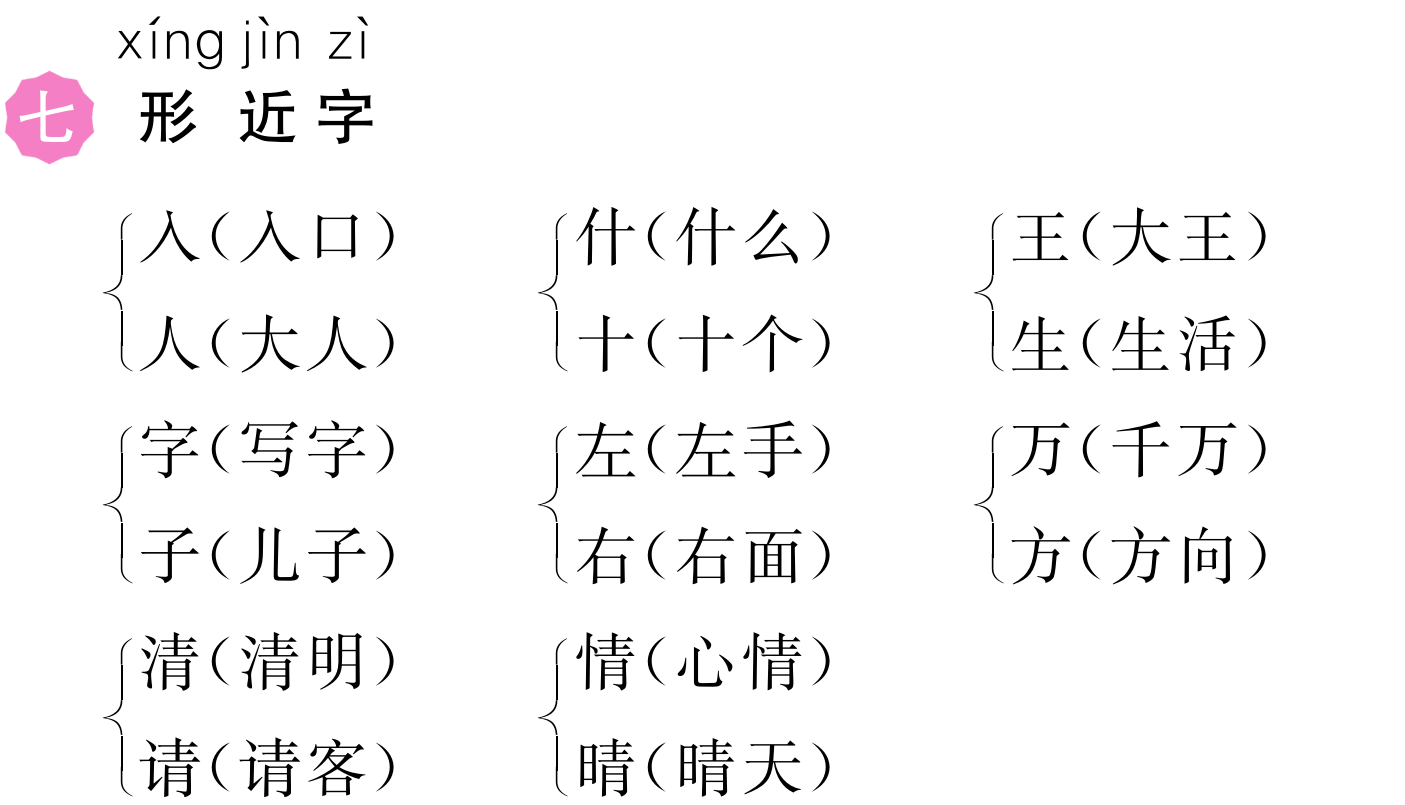 xíng jìn zì
七 形近字
入(入口) 什(什么) 王(大王)
人(大人) 十(十个) 生(生活)
字(写字) 左(左手) 万(千万)
子(儿子) 右(右面) 方(方向)
清(清明) 情(心情)
请(请客) 晴(晴天)